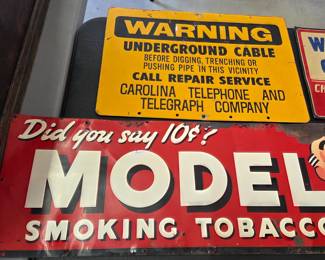 WARNING
UNDERGROUND CABLE
BEFORE DIGGING, TRENCHING OR
PUSHING PIPE IN THIS VICINITY
CALL REPAIR SERVICE
CAROLINA TELEPHONE AND
TELEGRAPH COMPANY
Did you say 10¢?
MODEL
SMOKING TOBACCO